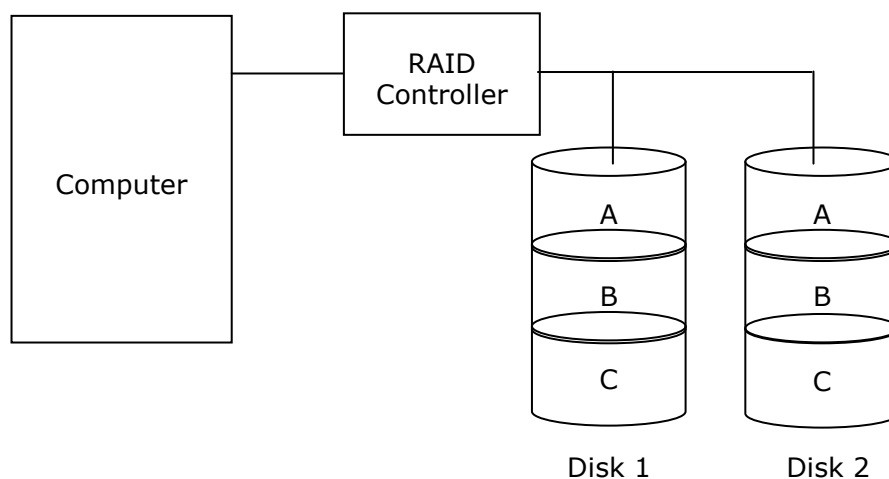 RAID
Controller
Computer
A
A
B
B
C
C
Disk 1
Disk 2